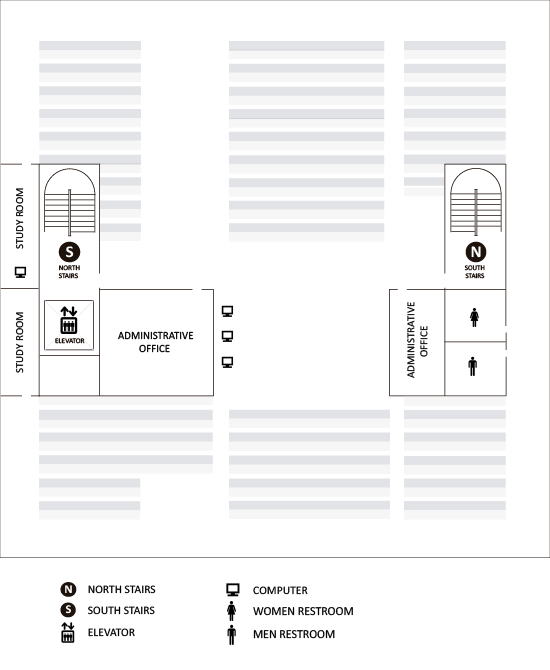 STUDY ROOM
S
NORTH
STAIRS
N
SOUTH
STAIRS
STUDY ROOM
ELEVATOR
ADMINISTRATIVE
OFFICE
ADMINISTRATIVE
OFFICE
N NORTH STAIRS
S SOUTH STAIRS
ELEVATOR
COMPUTER
WOMEN RESTROOM
MEN RESTROOM